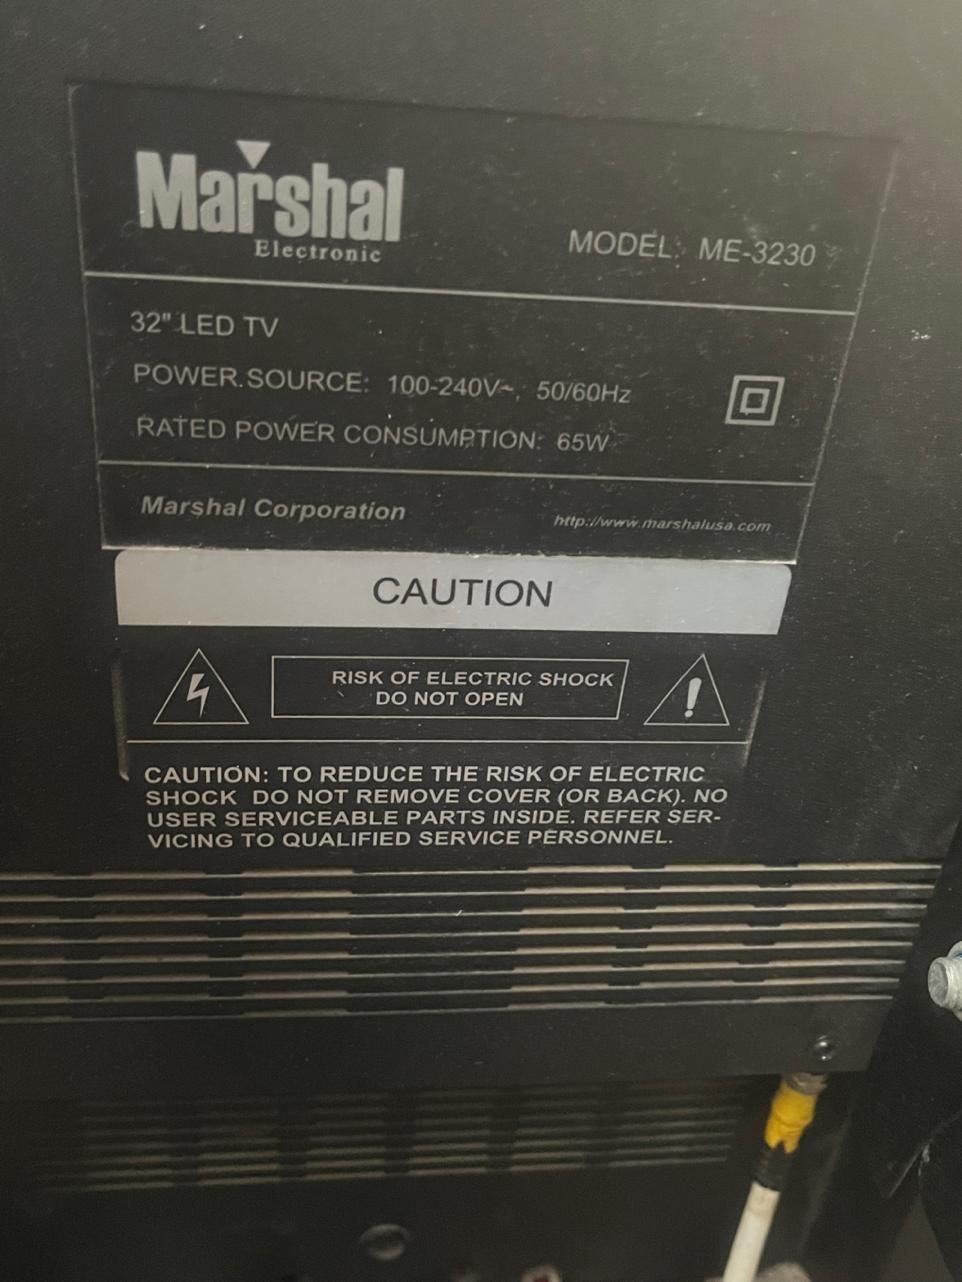 Marshal
Electronic
MODEL: ME-3230
32" LED TV
POWER SOURCE: 100-240V~, 50/60Hz
RATED POWER CONSUMPTION: 65W
Marshal Corporation
http://www.marshalusa.com
CAUTION
RISK OF ELECTRIC SHOCK
DO NOT OPEN
CAUTION: TO REDUCE THE RISK OF ELECTRIC
SHOCK DO NOT REMOVE COVER (OR BACK). NO
USER SERVICEABLE PARTS INSIDE. REFER SER-
VICING TO QUALIFIED SERVICE PERSONNEL.